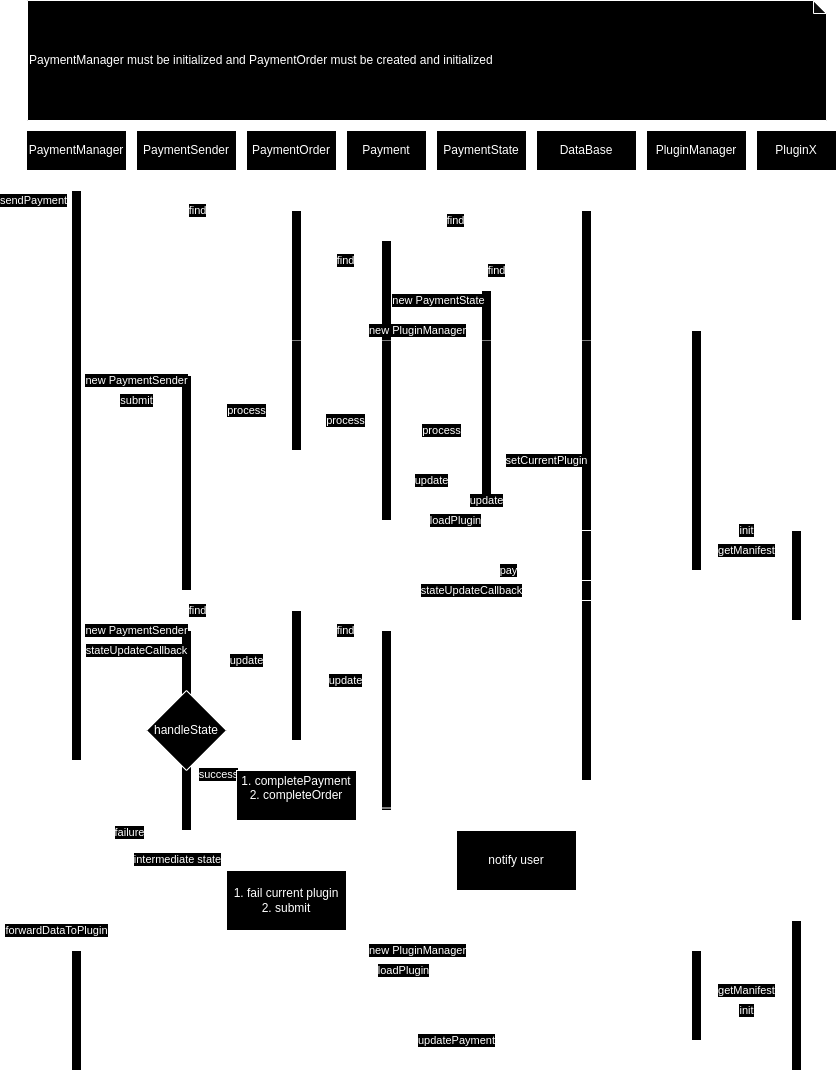 PaymentManager must be initialized and PaymentOrder must be created and initialized
PaymentManager
PaymentSender
PaymentOrder
Payment
PaymentState
DataBase
PluginManager
PluginX
sendPayment
find
find
find
find
new PaymentState
new PluginManager
new PaymentSender
submit
process
process
process
setCurrentPlugin
update
update
loadPlugin
init
getManifest
pay
stateUpdateCallback
find
new PaymentSender
find
stateUpdateCallback
update
update
handleState
success
1. completePayment
2. completeOrder
failure
intermediate state
notify user
1. fail current plugin
2. submit
forwardDataToPlugin
new PluginManager
loadPlugin
getManifest
init
updatePayment